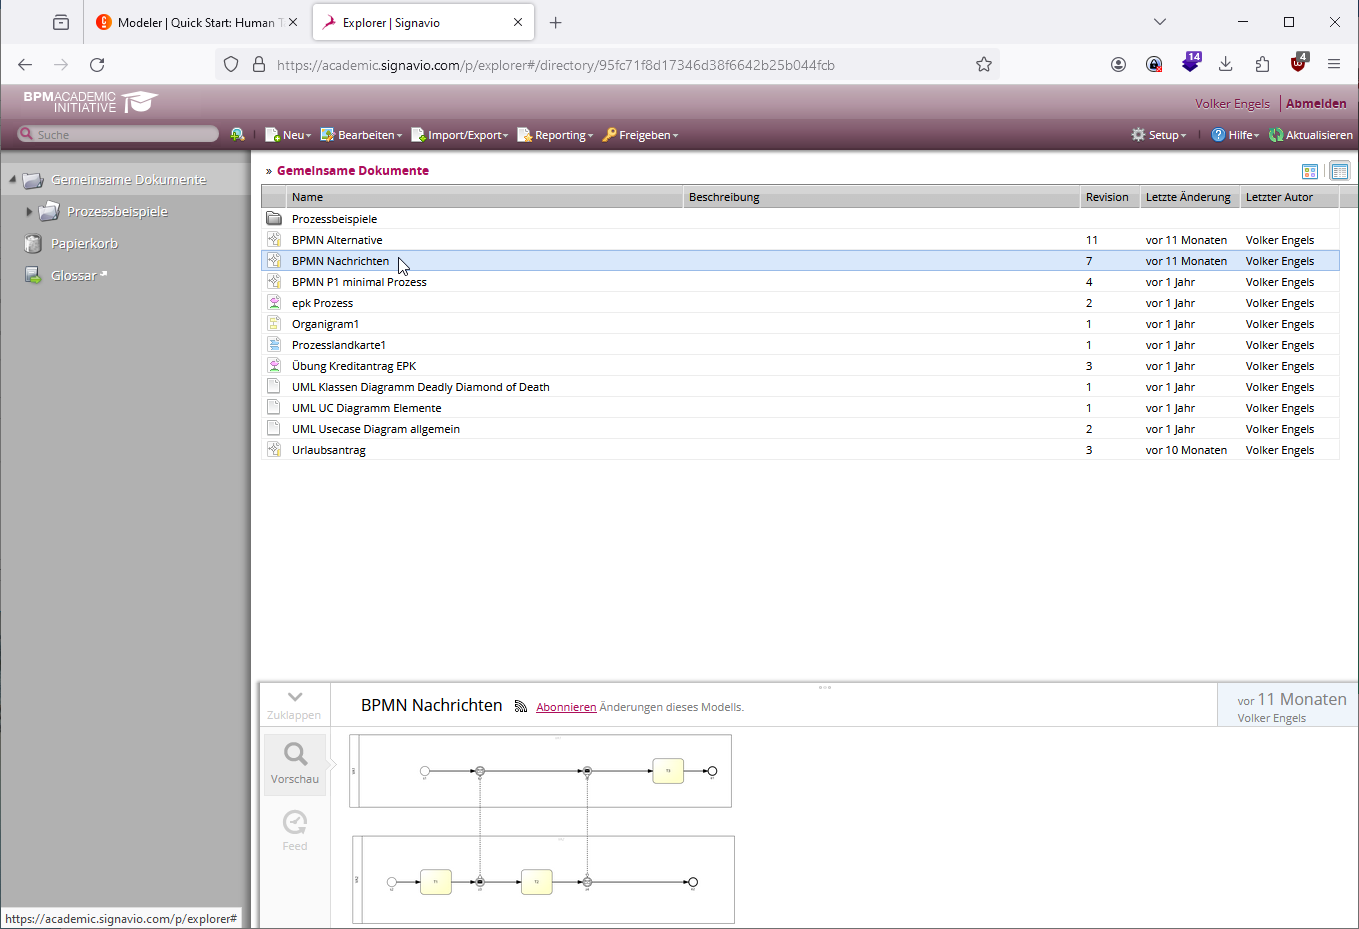 Modeler | Quick Start: Human T
Explorer | Signavio
https://academic.signavio.com/p/explorer#/directory/95fc71f8d17346d38f6642b25b044fcb
14
4
BPMACADEMIC
INITIATIVE
Volker Engels
Abmelden
Suche
Neu
Bearbeiten
Import/Export
Reporting
Freigeben
Setup
Hilfe
Aktualisieren
Gemeinsame Dokumente
Prozessbeispiele
Papierkorb
Glossar
» Gemeinsame Dokumente
Name Beschreibung Revision Letzte Änderung Letzter Autor
Prozessbeispiele
BPMN Alternative 11 vor 11 Monaten Volker Engels
BPMN Nachrichten 7 vor 11 Monaten Volker Engels
BPMN P1 minimal Prozess 4 vor 1 Jahr Volker Engels
epk Prozess 2 vor 1 Jahr Volker Engels
Organigram1 1 vor 1 Jahr Volker Engels
Prozesslandkarte1 1 vor 1 Jahr Volker Engels
Übung Kreditantrag EPK 3 vor 1 Jahr Volker Engels
UML Klassen Diagramm Deadly Diamond of Death 1 vor 1 Jahr Volker Engels
UML UC Diagramm Elemente 1 vor 1 Jahr Volker Engels
UML Usecase Diagram allgemein 2 vor 1 Jahr Volker Engels
Urlaubsantrag 3 vor 10 Monaten Volker Engels
Zuklappen
BPMN Nachrichten
Abonnieren Änderungen dieses Modells.
vor 11 Monaten
Volker Engels
Vorschau
Feed
T3
T1
T2
https://academic.signavio.com/p/explorer#